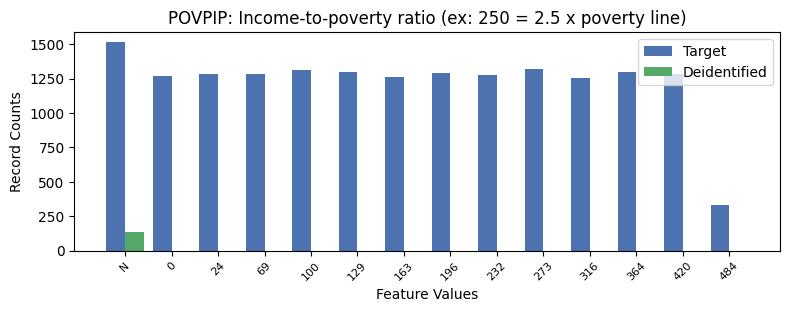 POVPIP: Income-to-poverty ratio (ex: 250 = 2.5 x poverty line)
Target
Deidentified
Record Counts
1500
1250
1000
750
500
250
0
N 0 24 69 100 129 163 196 232 273 316 364 420 484
Feature Values